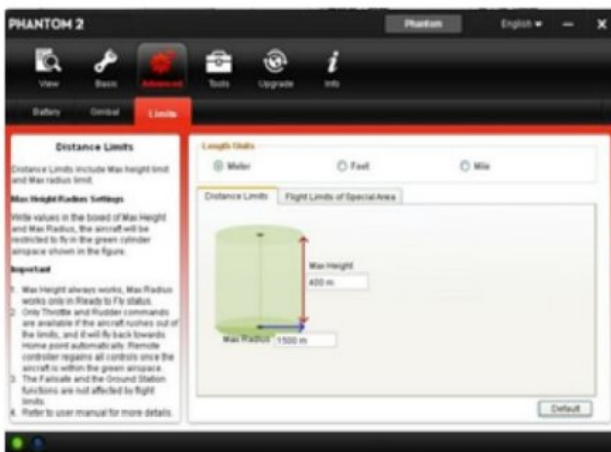 PHANTOM 2
Phantom
English
View
Basic
Advanced
Tools
Upgrade
Info
Battery
Gimbal
Limits
Distance Limits
Distance Limits include Max height limit
and Max radius limit.
Max Height/Radius Settings
Write values in the boxed of Max Height
and Max Radius, the aircraft will be
restricted to fly in the green cylinder
airspace shown in the figure.
Important
1. Max Height always works, Max Radius
works only in Ready to Fly status.
2. Only Throttle and Rudder commands
are available if the aircraft rushes out of
the limits, and it will fly back towards
Home point automatically. Remote
controller regains all controls once the
aircraft is within the green airspace.
3. The Failsafe and the Ground Station
functions are not affected by flight
limits.
4. Refer to user manual for more details.
Length Units
Meter
Feet
Mile
Distance Limits
Flight Limits of Special Area
Max Height
400 m
Max Radius 1500 m
Default